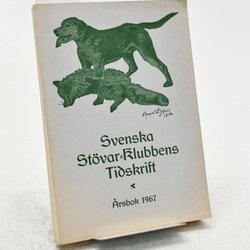 Svenska
Stövar-Klubbens
Tidskrift
Årsbok 1967